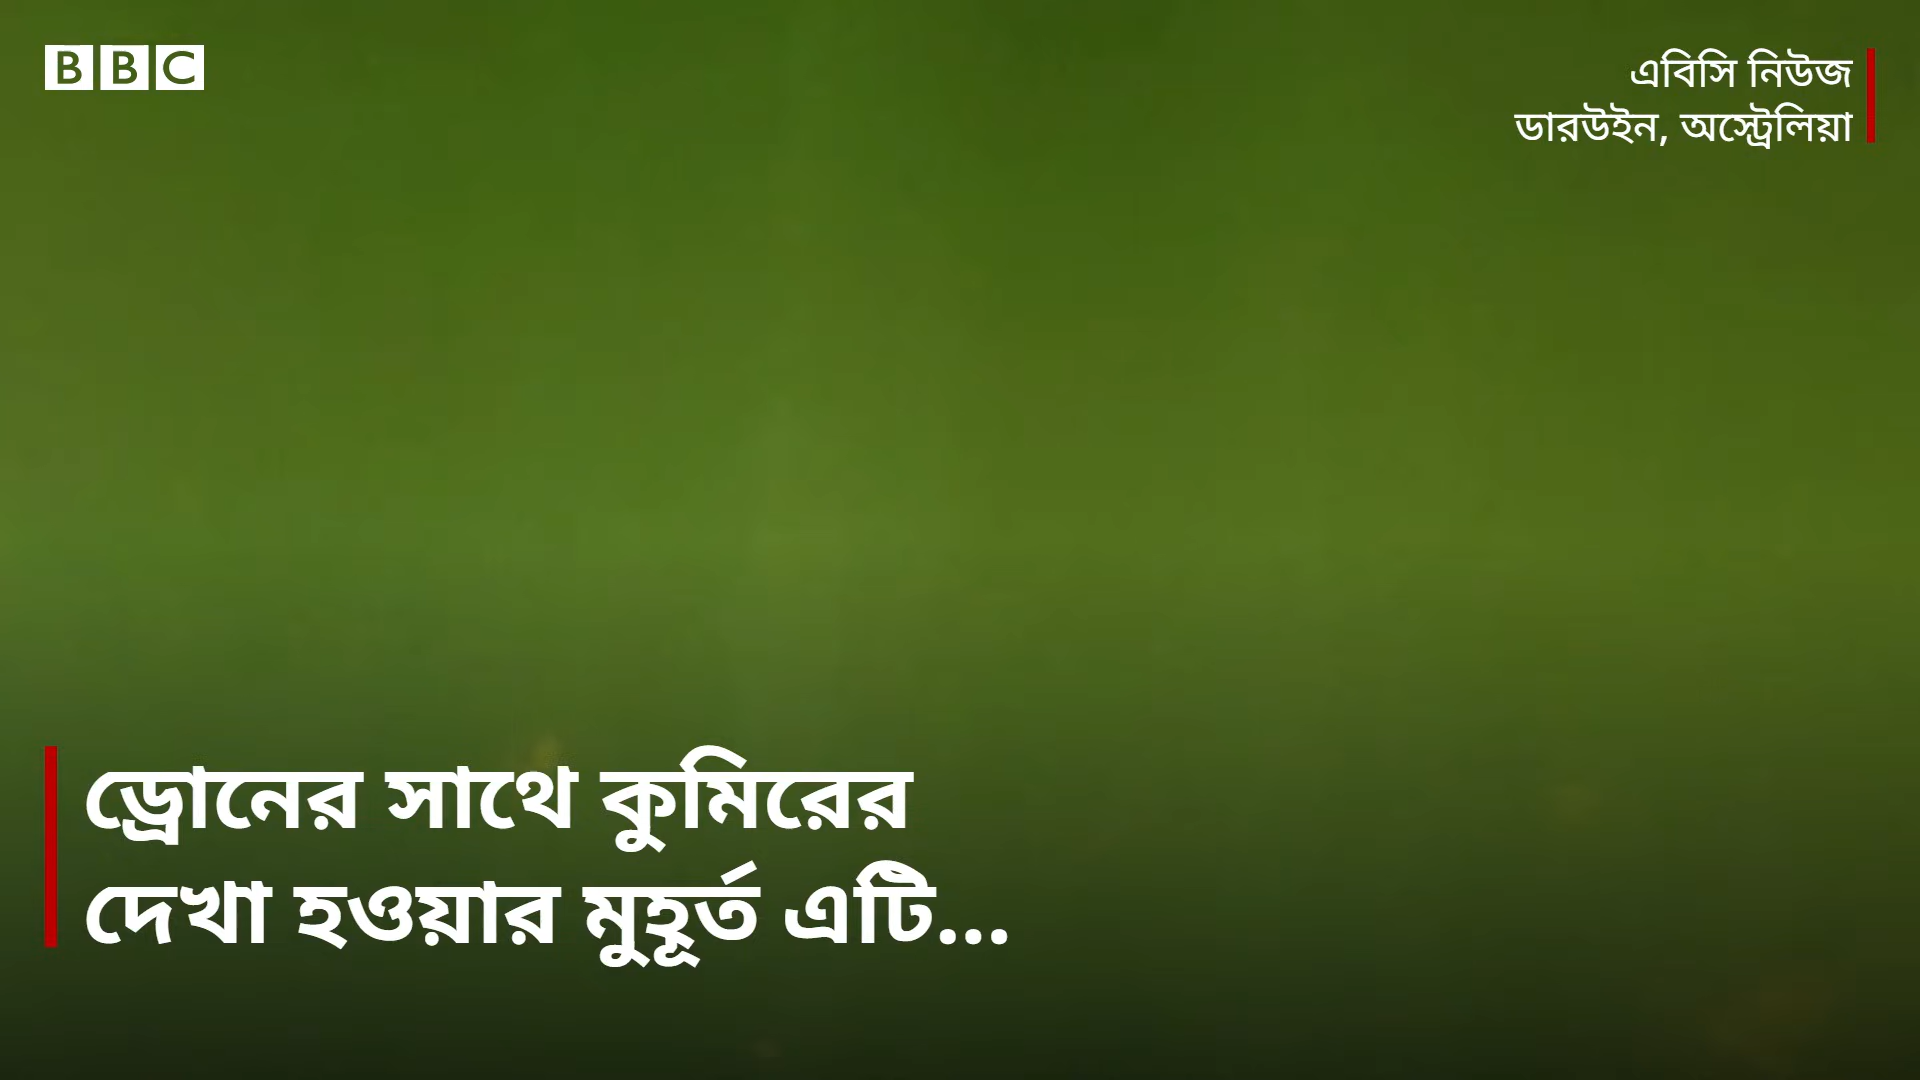 BBC
এবিসি নিউজ
ডারউইন, অস্ট্রেলিয়া
ড্রোনের সাথে কুমিরের
দেখা হওয়ার মুহূর্ত এটি...